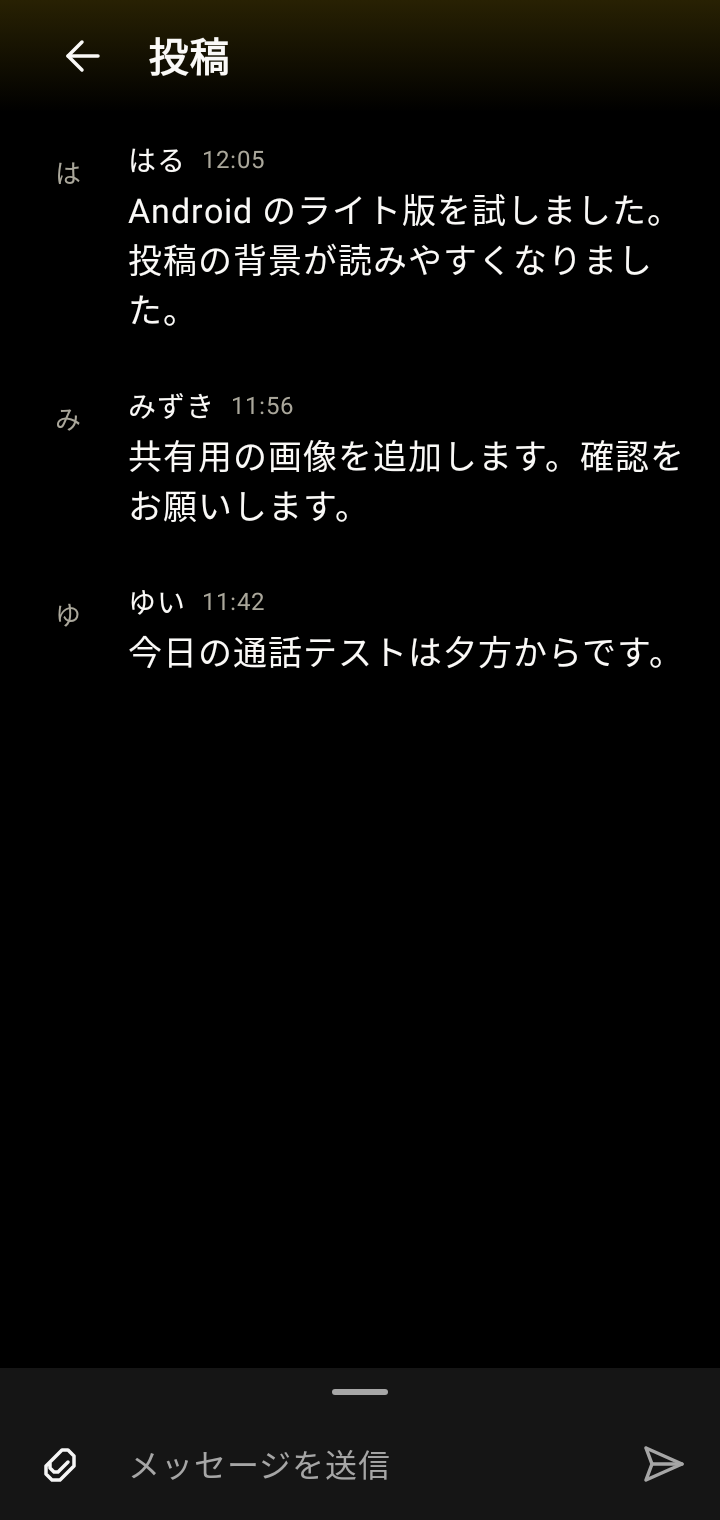 投稿
は
はる 12:05
Android のライト版を試しました。
投稿の背景が読みやすくなりまし
た。
み
みずき 11:56
共有用の画像を追加します。確認を
お願いします。
ゆ
ゆい 11:42
今日の通話テストは夕方からです。
メッセージを送信